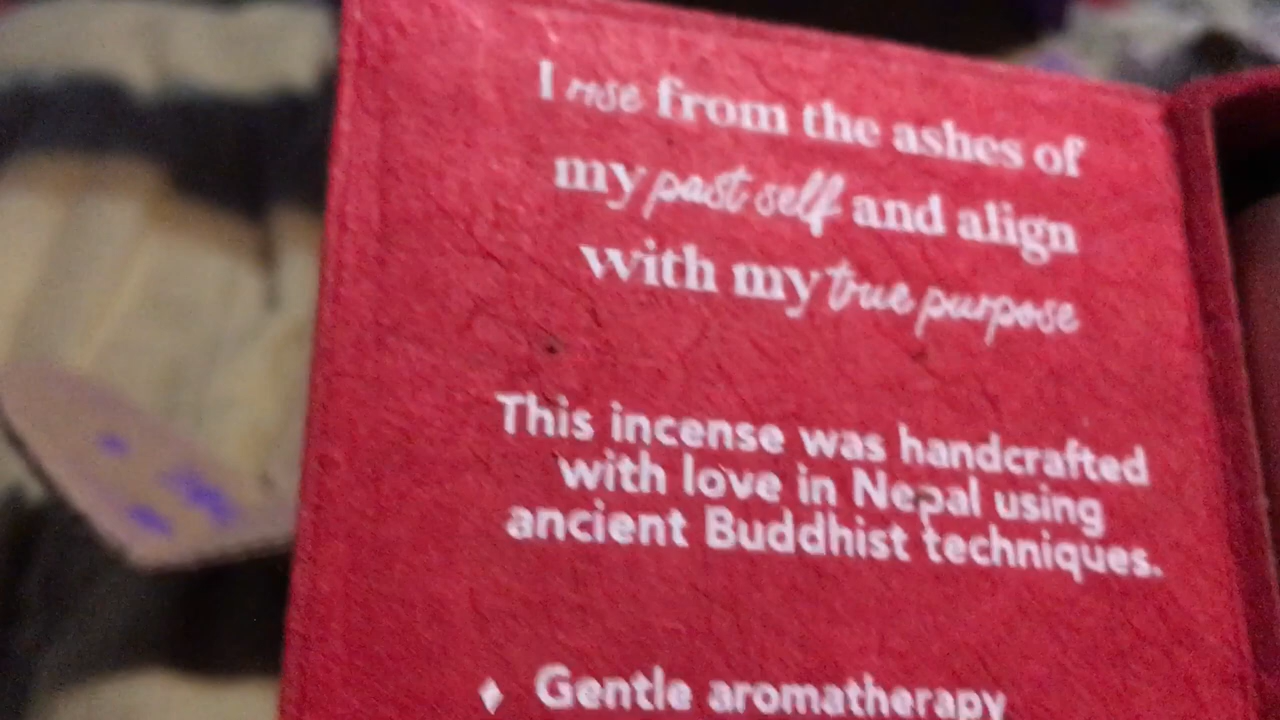 I rise from the ashes of
my past self and align
with my true purpose
This incense was handcrafted
with love in Nepal using
ancient Buddhist techniques.
♦ Gentle aromatherapy